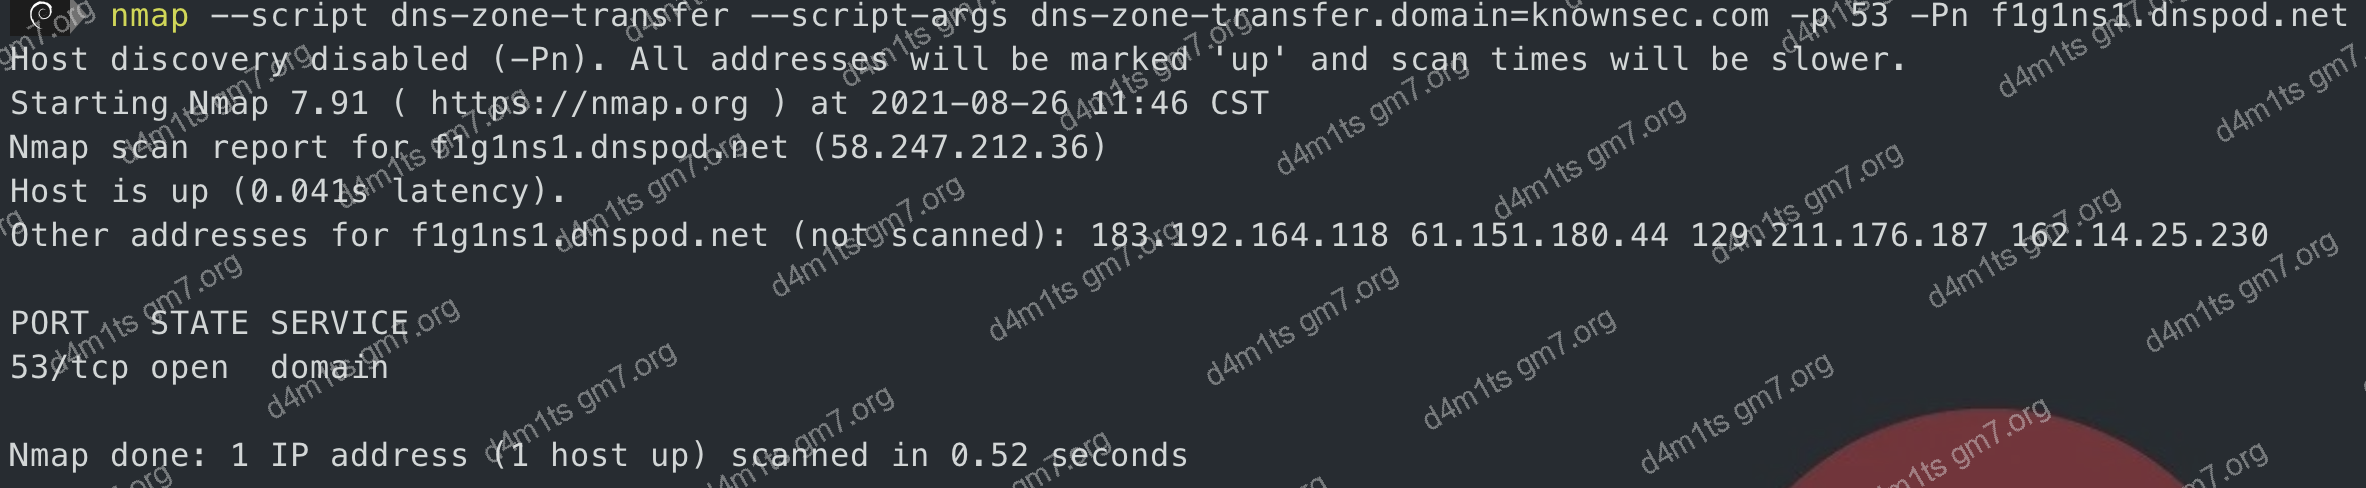 nmap --script dns-zone-transfer --script-args dns-zone-transfer.domain=knownsec.com -p 53 -Pn f1g1ns1.dnspod.net
Host discovery disabled (-Pn). All addresses will be marked 'up' and scan times will be slower.
Starting Nmap 7.91 ( https://nmap.org ) at 2021-08-26 11:46 CST
Nmap scan report for f1g1ns1.dnspod.net (58.247.212.36)
Host is up (0.041s latency).
Other addresses for f1g1ns1.dnspod.net (not scanned): 183.192.164.118 61.151.180.44 129.211.176.187 162.14.25.230
PORT   STATE SERVICE
53/tcp open  domain
Nmap done: 1 IP address (1 host up) scanned in 0.52 seconds
d4m1ts gm7.org